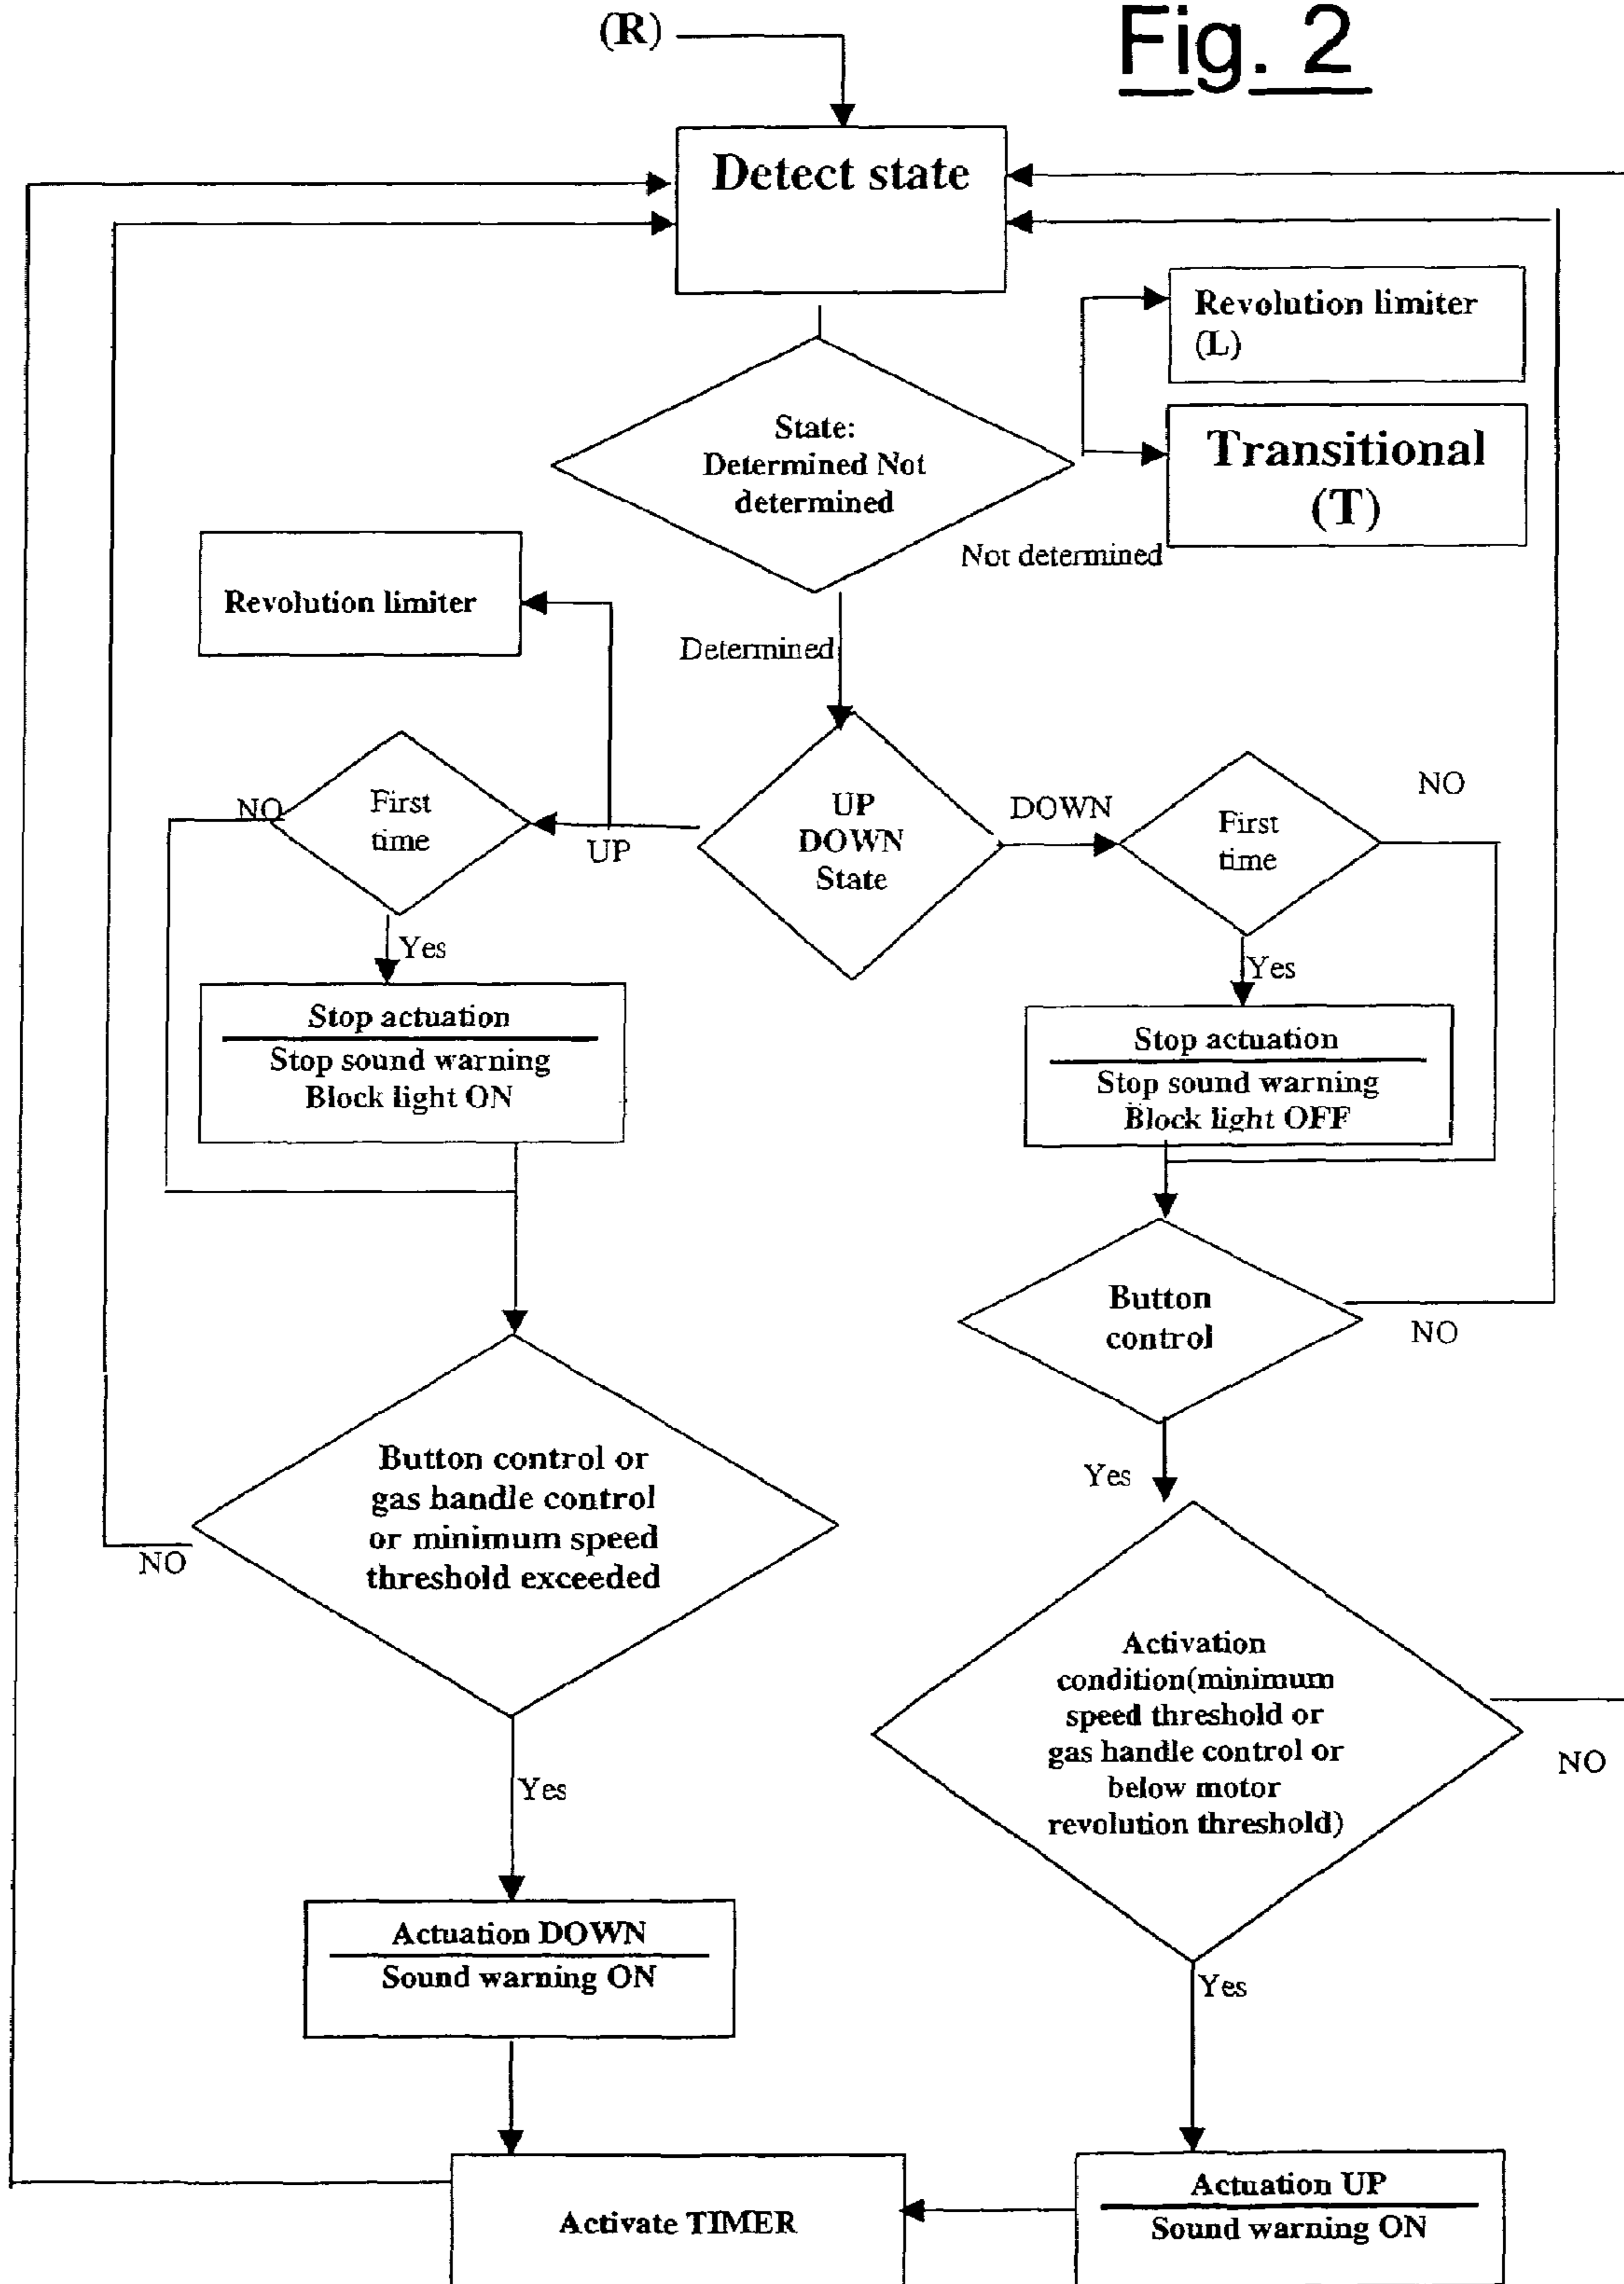 (R)
Fig. 2
Detect state
Revolution limiter
(L)
State:
Determined Not
determined
Transitional
(T)
Not determined
Revolution limiter
Determined
NO
First
time
UP
UP
DOWN
State
DOWN
First
time
NO
Yes
Yes
Stop actuation
Stop sound warning
Block light ON
Stop actuation
Stop sound warning
Block light OFF
Button
control
NO
Button control or
gas handle control
or minimum speed
threshold exceeded
NO
Yes
Activation
condition(minimum
speed threshold or
gas handle control or
below motor
revolution threshold)
NO
Yes
Actuation DOWN
Sound warning ON
Yes
Activate TIMER
Actuation UP
Sound warning ON